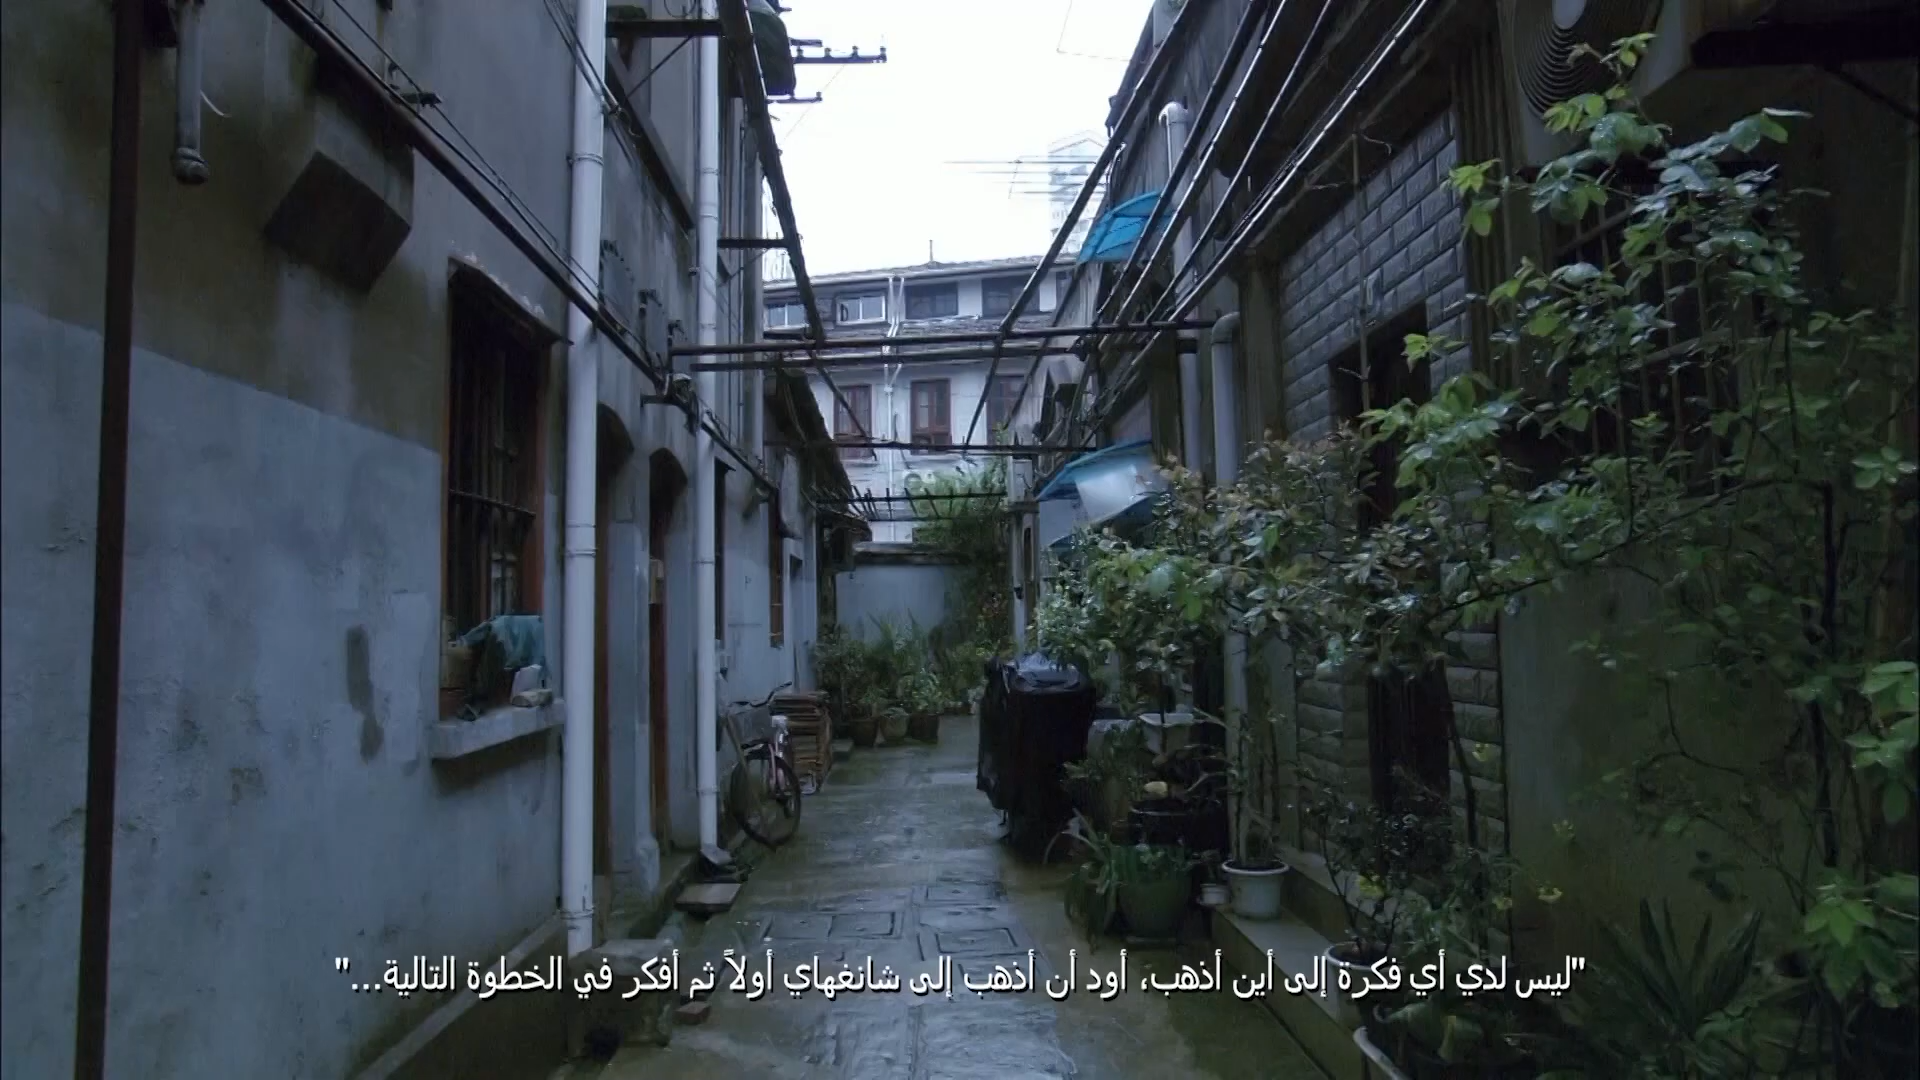 "ليس لدي أي فكرة إلى أين أذهب، أود أن أذهب إلى شانغهاي أولاً ثم أفكر في الخطوة التالية..."